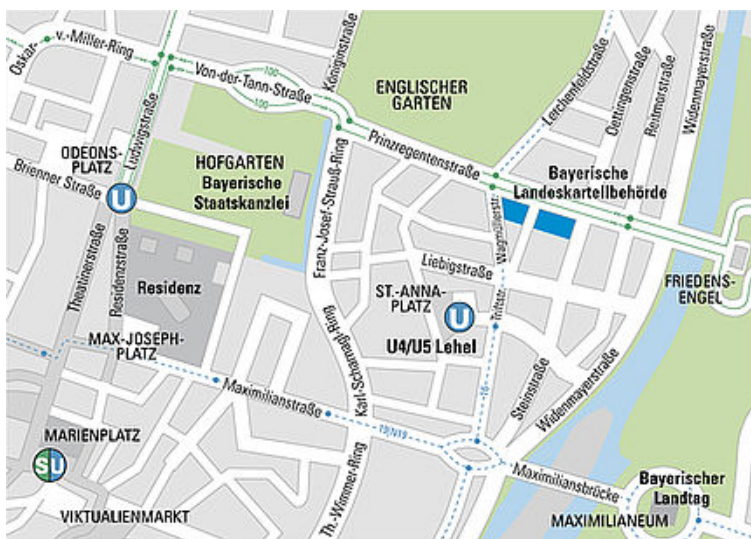 Oskar-
v.-Miller-Ring
Ludwigstraße
100
Von-der-Tann-Straße
100
Königinstraße
ENGLISCHER
GARTEN
Lerchenfeldstraße
Oettingenstraße
Reitmorstraße
Widenmayerstraße
ODEONS-
PLATZ
Brienner Straße
U
HOFGARTEN
Bayerische
Staatskanzlei
Prinzregentenstraße
Bayerische
Landeskartellbehörde
Wagmüllerstr.
Franz-Josef-Strauß-Ring
Theatinerstraße
Residenzstraße
Residenz
Liebigstraße
ST.-ANNA-
PLATZ
U
U4/U5 Lehel
Triftstr.
FRIEDENS-
ENGEL
MAX-JOSEPH-
PLATZ
Maximilianstraße
Karl-Scharnagl-Ring
16
Steinstraße
Widenmayerstraße
19|N19
MARIENPLATZ
SU
VIKTUALIENMARKT
Th.-Wimmer-Ring
Maximiliansbrücke
Bayerischer
Landtag
MAXIMILIANEUM